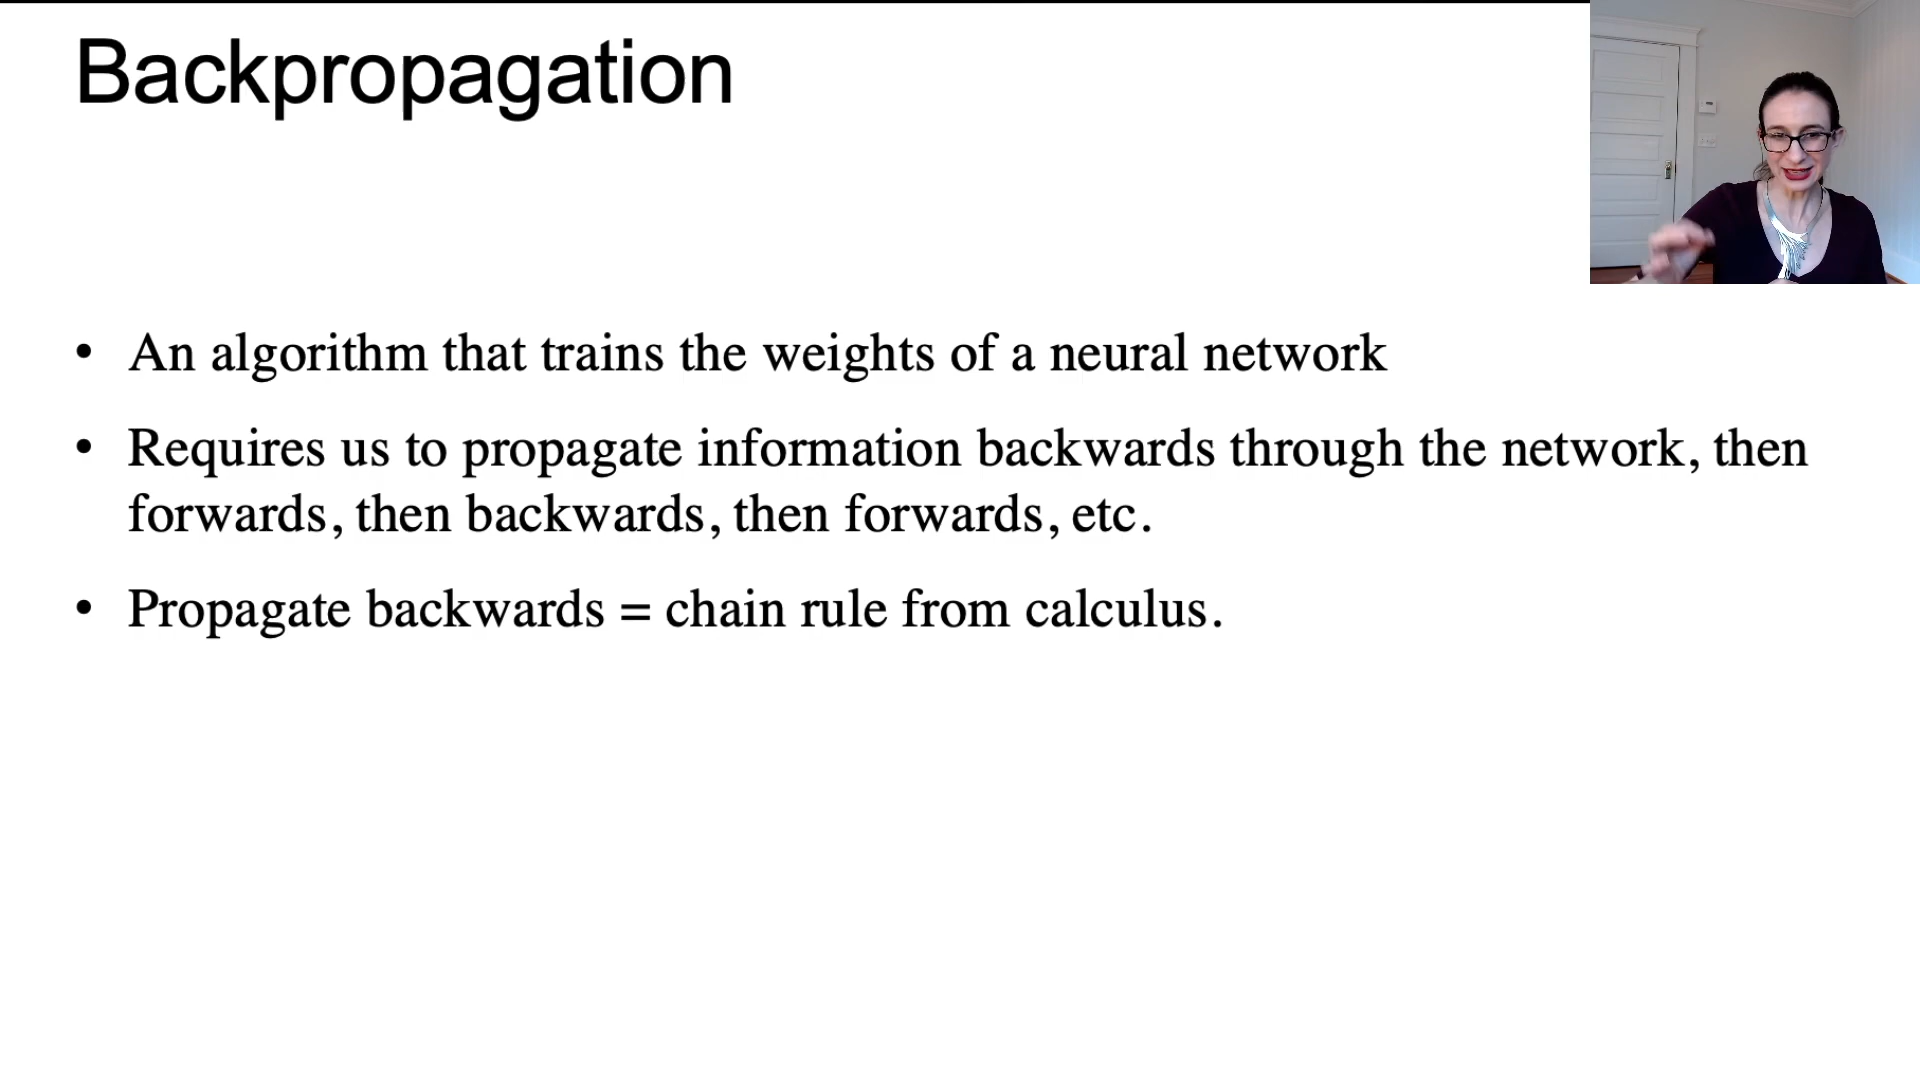 Backpropagation
• An algorithm that trains the weights of a neural network
• Requires us to propagate information backwards through the network, then
forwards, then backwards, then forwards, etc.
• Propagate backwards = chain rule from calculus.